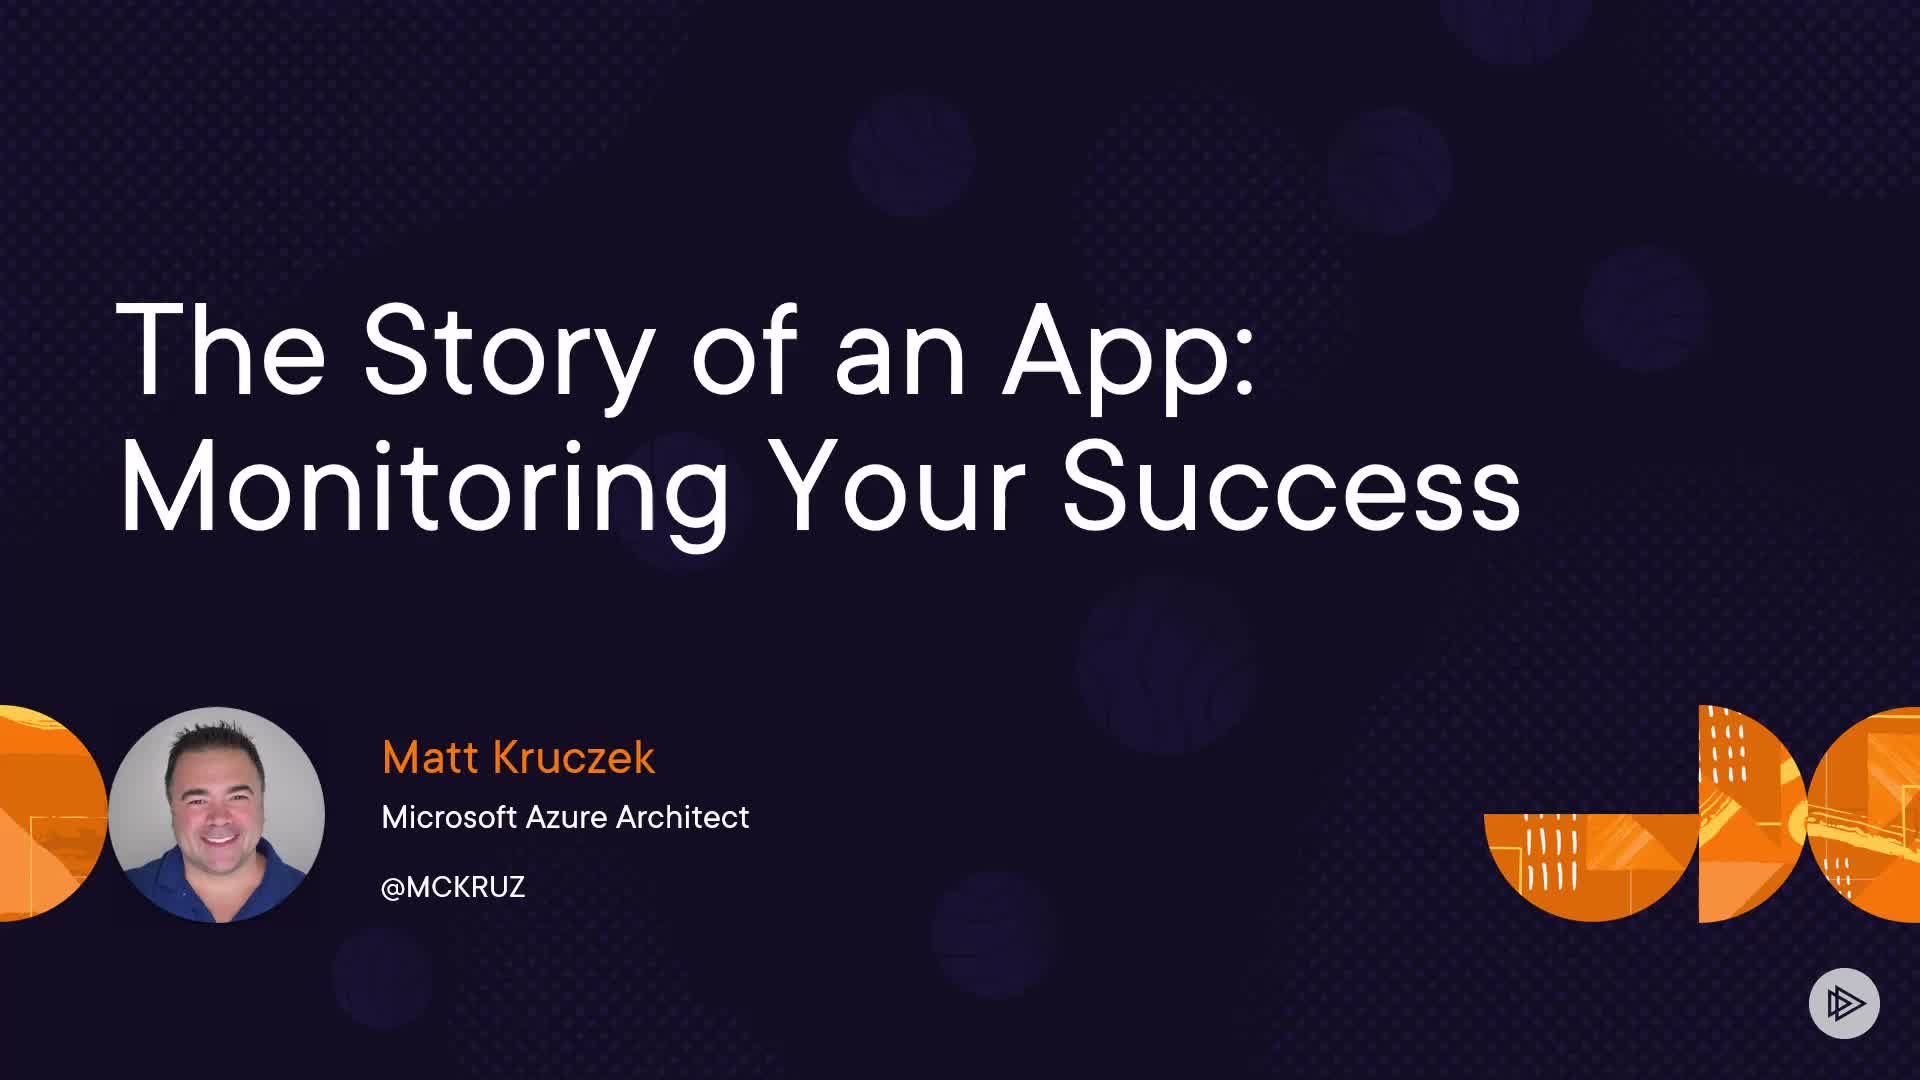 The Story of an App:
Monitoring Your Success
Matt Kruczek
Microsoft Azure Architect
@MCKRUZ